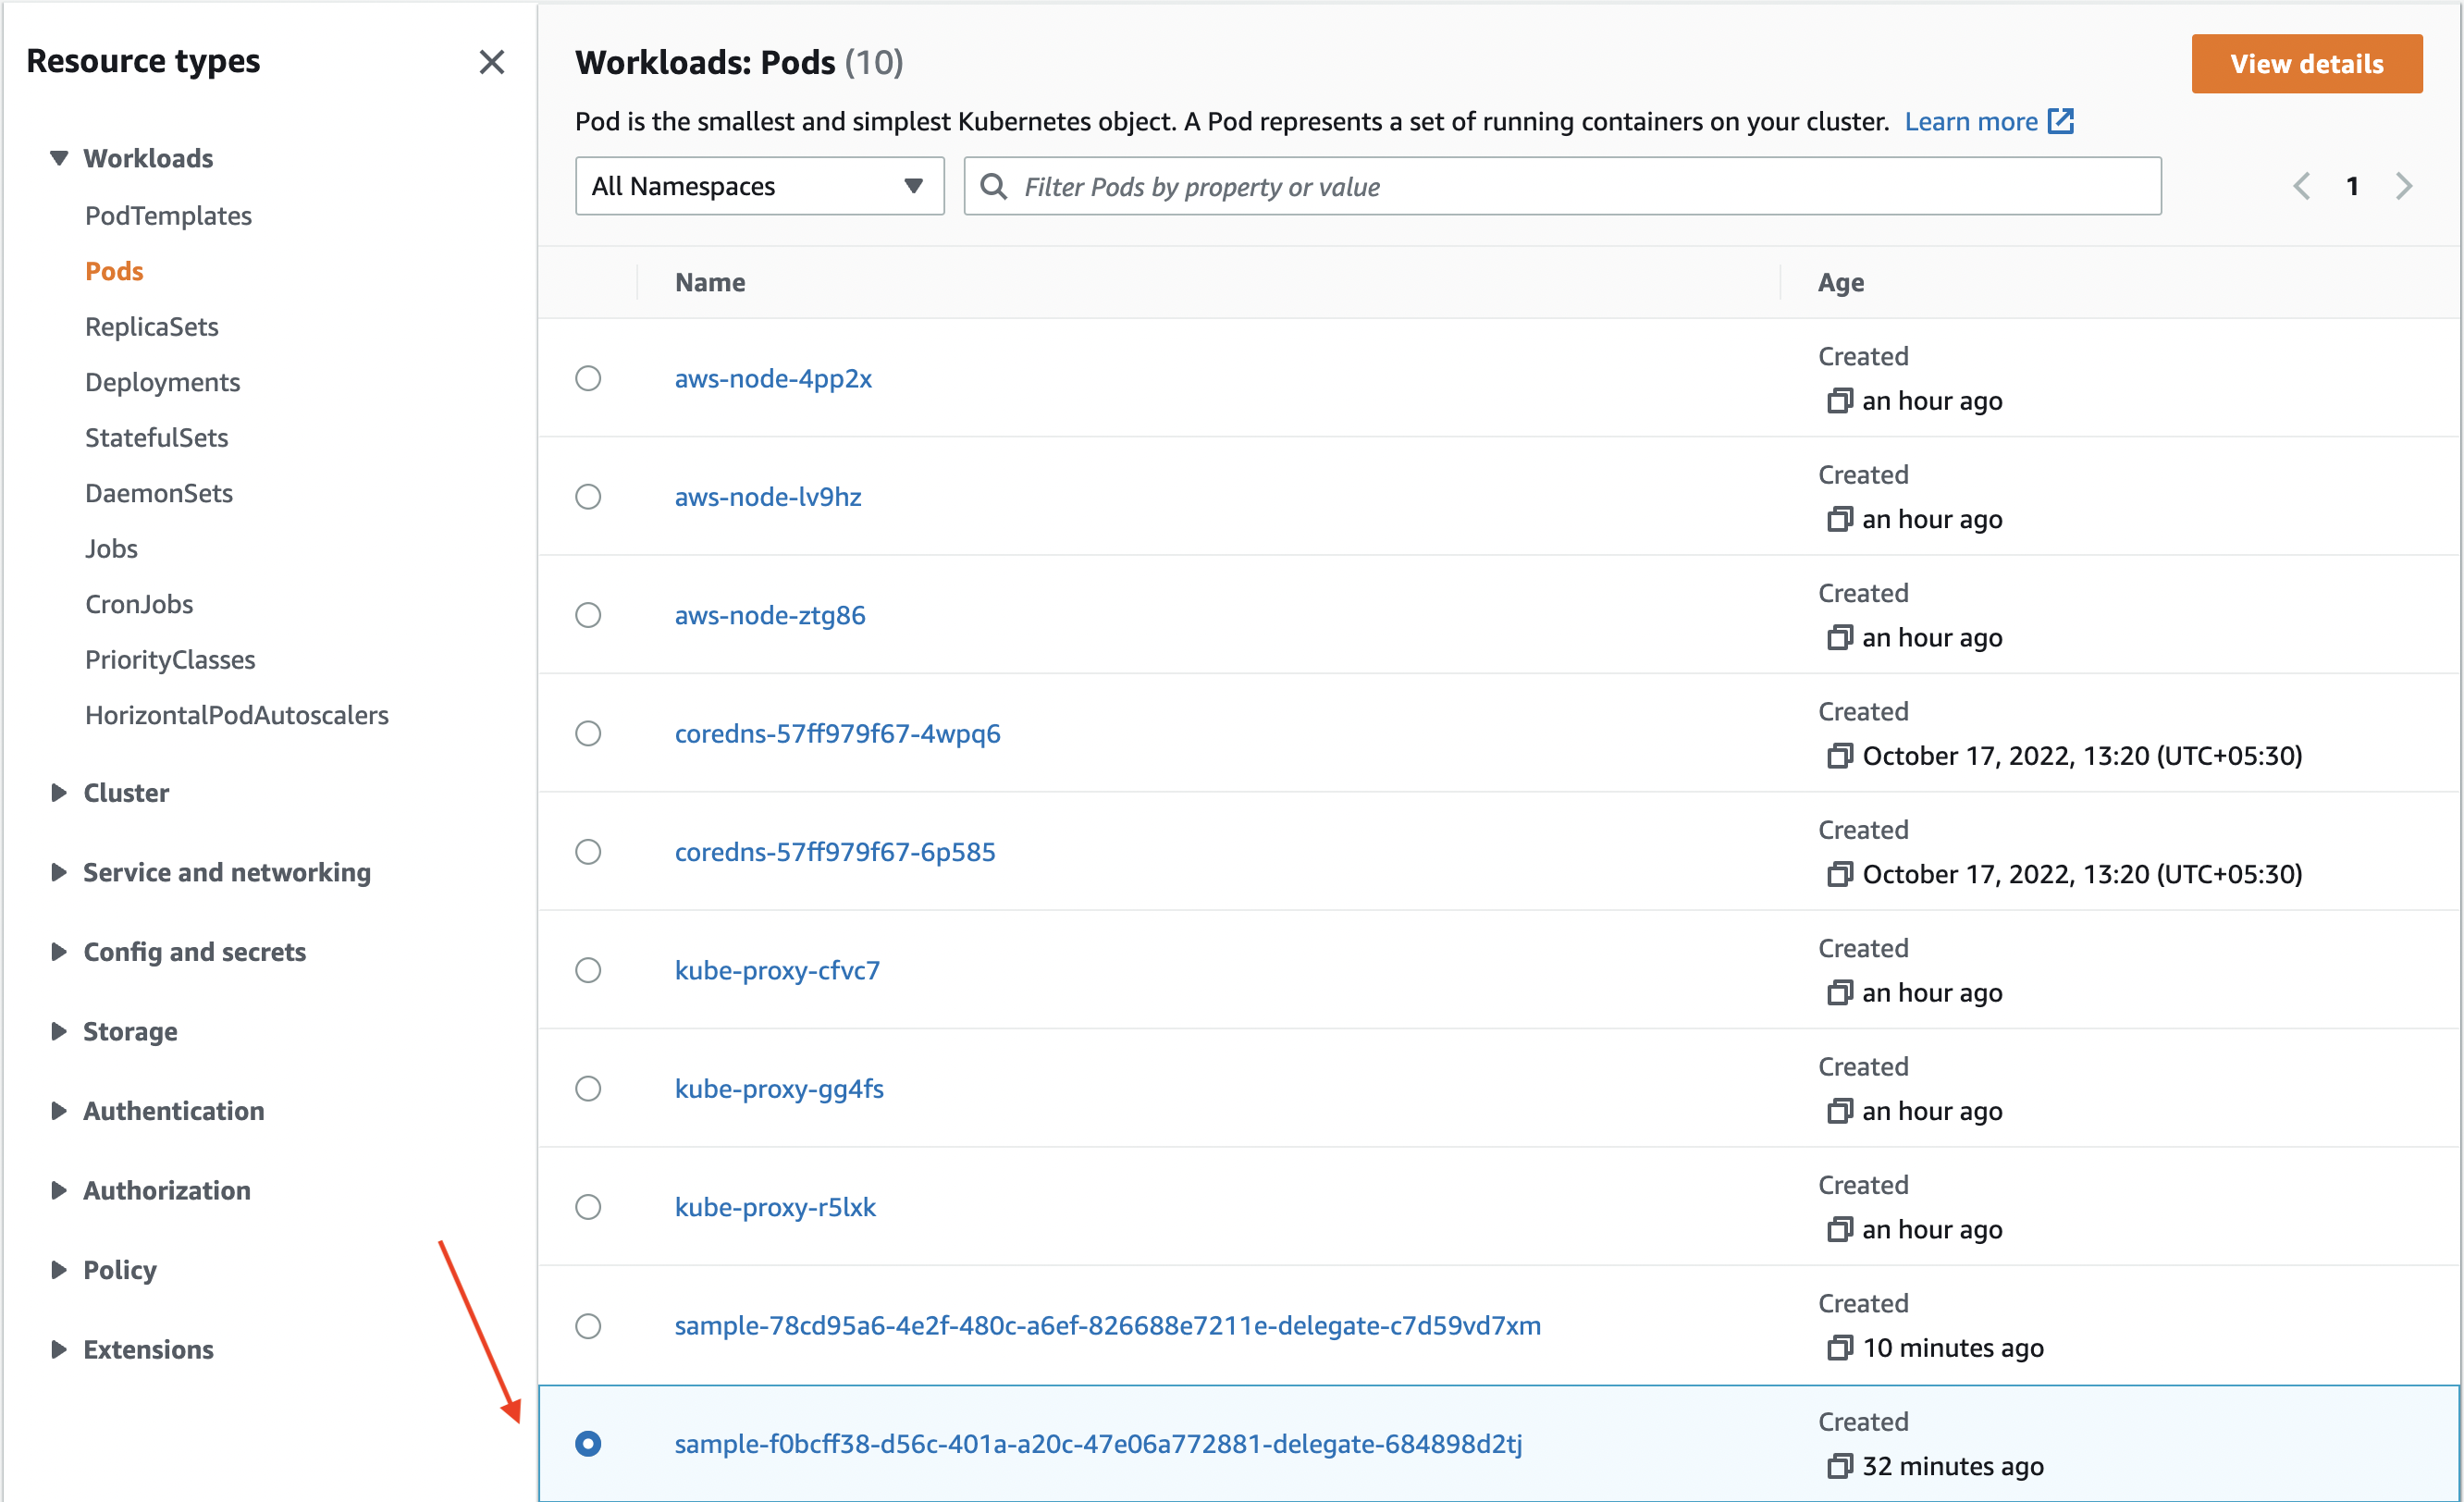 Resource types
Workloads
PodTemplates
Pods
ReplicaSets
Deployments
StatefulSets
DaemonSets
Jobs
CronJobs
PriorityClasses
HorizontalPodAutoscalers
Cluster
Service and networking
Config and secrets
Storage
Authentication
Authorization
Policy
Extensions
Workloads: Pods (10)
View details
Pod is the smallest and simplest Kubernetes object. A Pod represents a set of running containers on your cluster. Learn more
All Namespaces
Filter Pods by property or value
1
Name Age
aws-node-4pp2x
Created
an hour ago
aws-node-lv9hz
Created
an hour ago
aws-node-ztg86
Created
an hour ago
coredns-57ff979f67-4wpq6
Created
October 17, 2022, 13:20 (UTC+05:30)
coredns-57ff979f67-6p585
Created
October 17, 2022, 13:20 (UTC+05:30)
kube-proxy-cfvc7
Created
an hour ago
kube-proxy-gg4fs
Created
an hour ago
kube-proxy-r5lxk
Created
an hour ago
sample-78cd95a6-4e2f-480c-a6ef-826688e7211e-delegate-c7d59vd7xm
Created
10 minutes ago
sample-f0bcff38-d56c-401a-a20c-47e06a772881-delegate-684898d2tj
Created
32 minutes ago